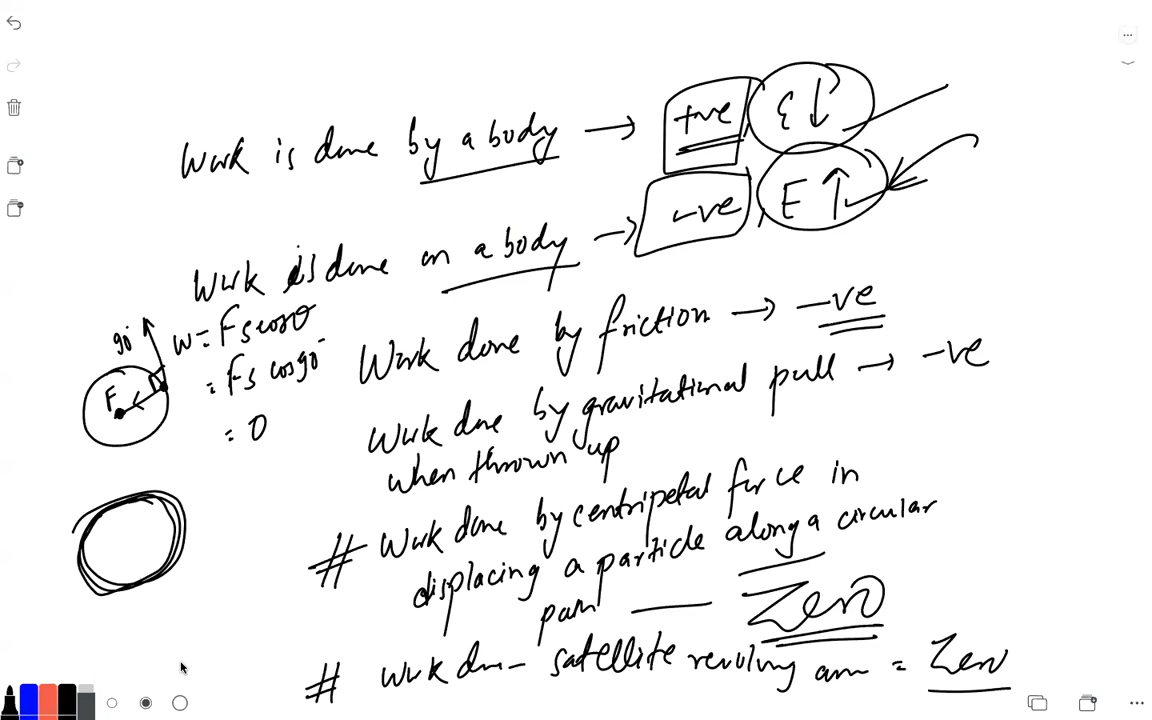 Work is done by a body → +ve E↓
Work is done on a body → -ve E↑
90°
W = Fs cosθ
= Fs cos90°
= 0
F
Work done by friction → -ve
Work done by gravitational pull → -ve
when thrown up
# Work done by centripetal force in
displacing a particle along a circular
path — Zero
# Work satellite revolving = Zero